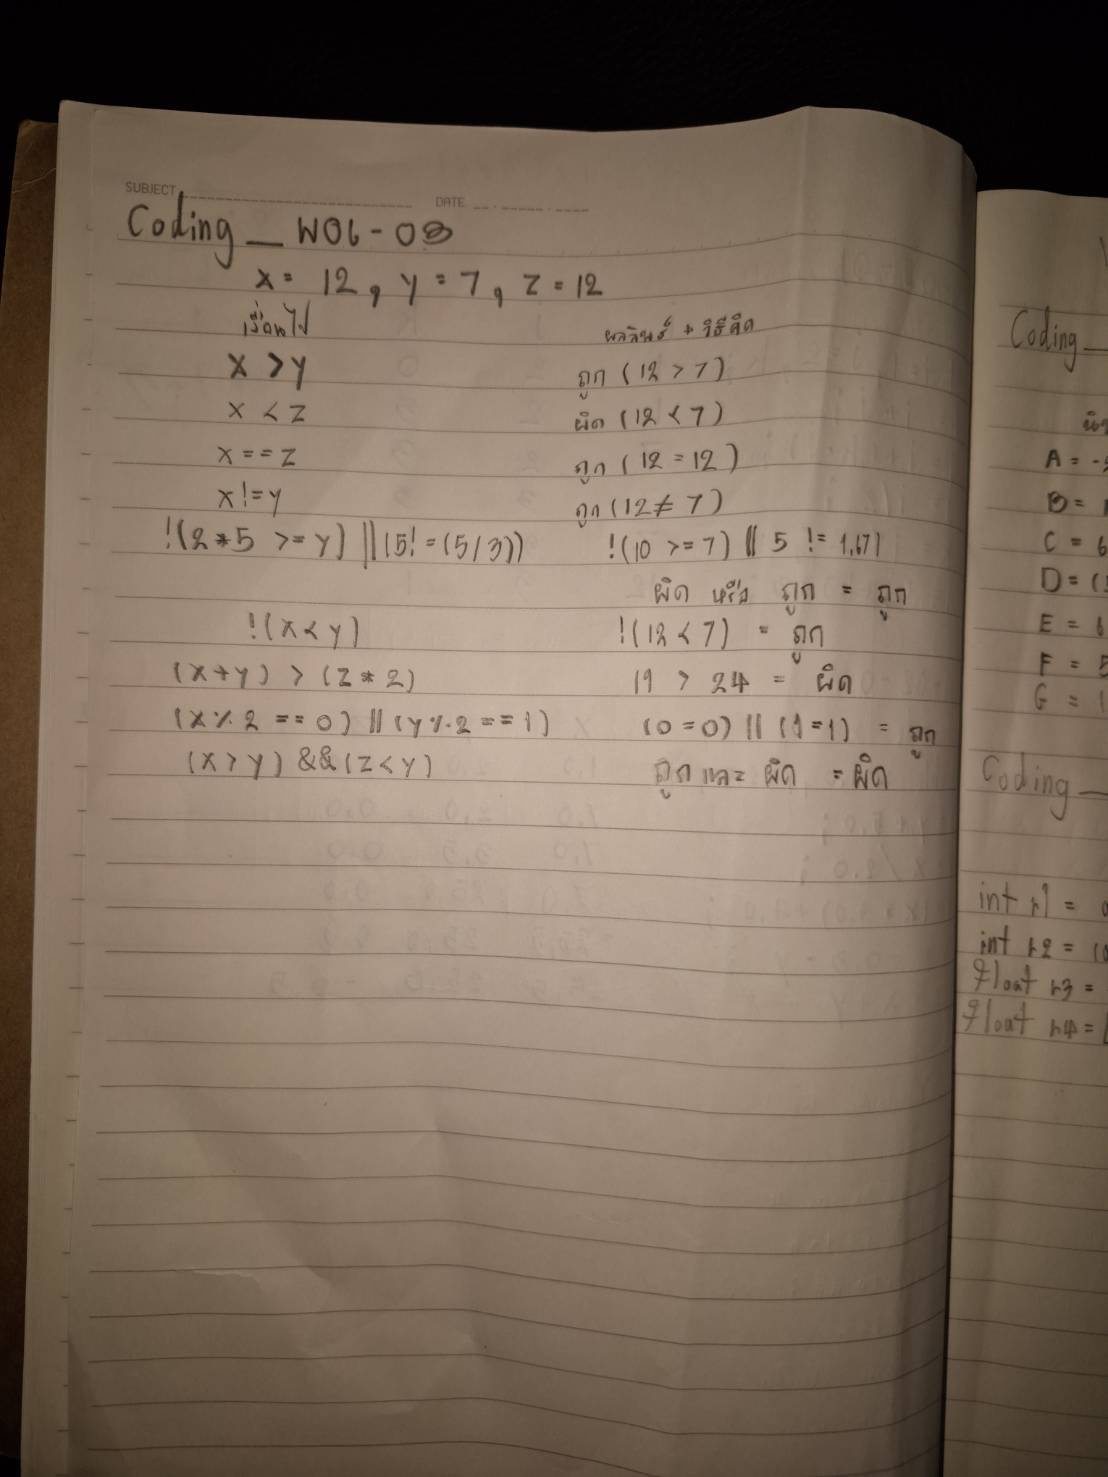 SUBJECT
DATE
Coding_W06-03
x= 12, y=7, z=12
เงื่อนไข ผลลัพธ์ + วิธีคิด
x >y ถูก (12 > 7)
x <z ผิด (12 < 7)
x==z ถูก (12 = 12)
x!=y ถูก (12 ≠ 7)
!(2*5 >= y) ||(5!=(5/3)) !(10 >= 7) || 5 != 1.67)
ผิด หรือ ถูก = ถูก
!(x< y) !(12 < 7) = ถูก
(x+y) > (z*2) 19 > 24 = ผิด
(x%2 == 0) || (y%2 == 1) (0=0) || (1=1) = ถูก
(x>y) &&(z<y) ถูก และ ผิด = ผิด
Coding_
A = -
B =
C = 6
D = (
E = 6
F = 5
G = 1
Coding_
int r1 =
int r2 = 10
float r3 =
float r4 =